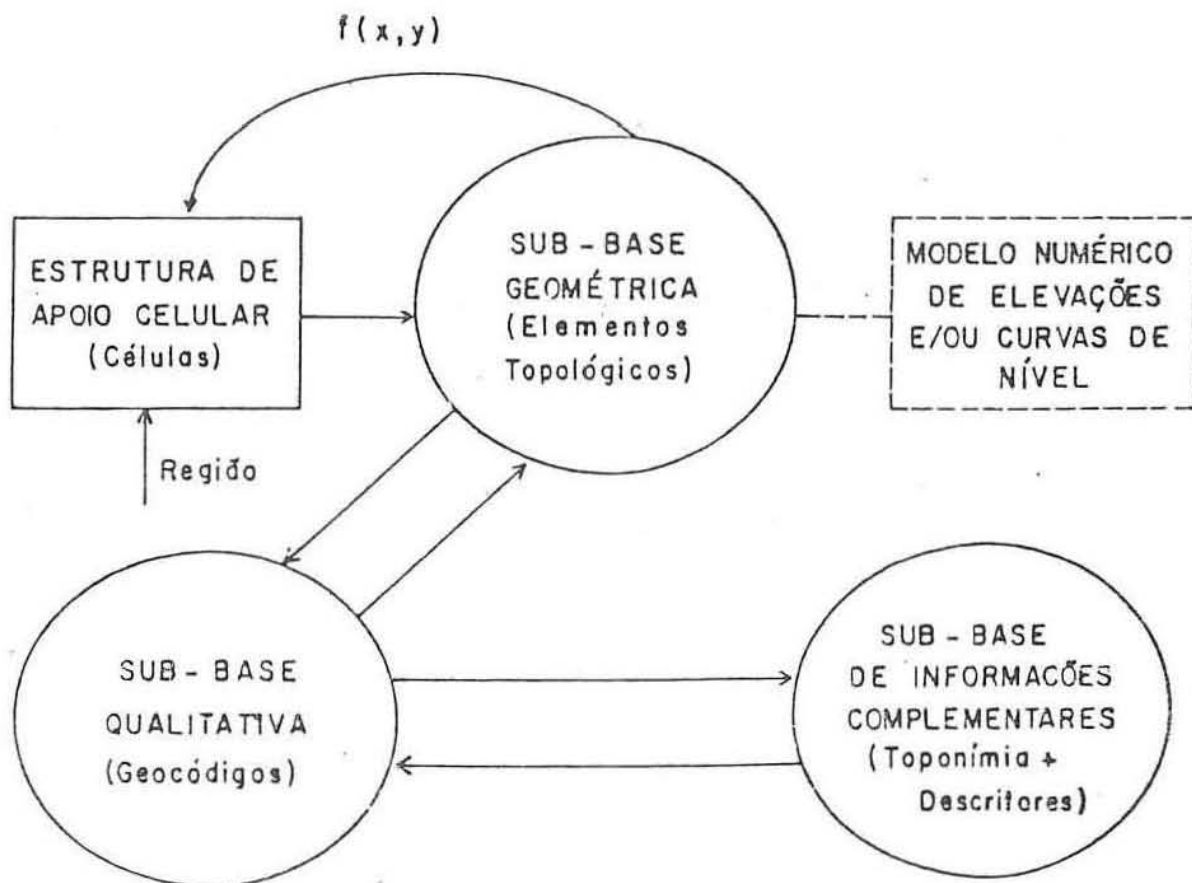 f(x,y)
ESTRUTURA DE
APOIO CELULAR
(Células)
SUB-BASE
GEOMÉTRICA
(Elementos
Topológicos)
MODELO NUMÉRICO
DE ELEVAÇÕES
E/OU CURVAS DE
NÍVEL
Região
SUB-BASE
QUALITATIVA
(Geocódigos)
SUB-BASE
DE INFORMACÕES
COMPLEMENTARES
(Toponímia +
Descritores)